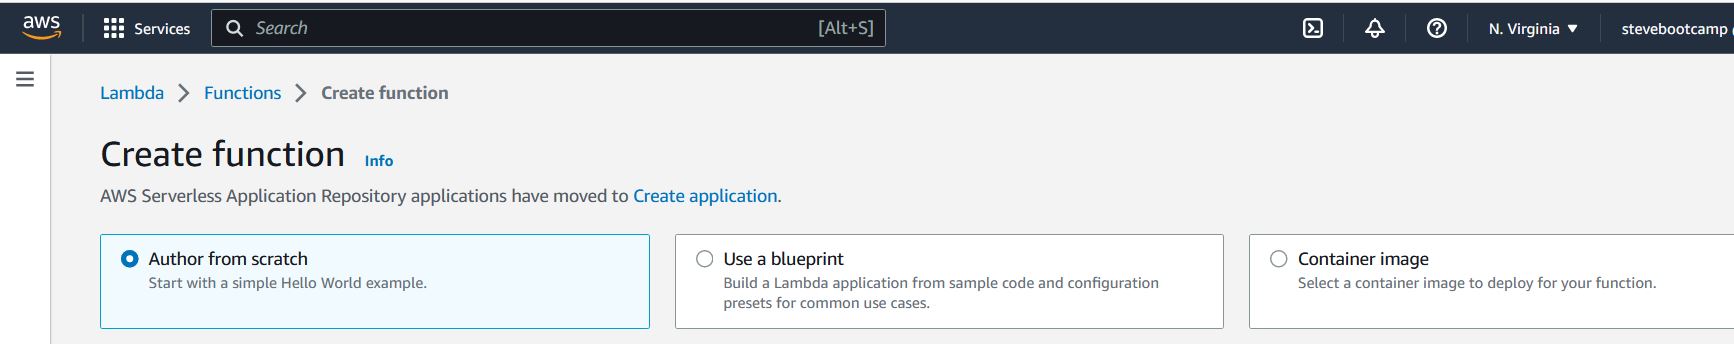 aws Services Search [Alt+S] N. Virginia stevebootcamp
Lambda Functions Create function
Create function Info
AWS Serverless Application Repository applications have moved to Create application.
Author from scratch
Start with a simple Hello World example.
Use a blueprint
Build a Lambda application from sample code and configuration
presets for common use cases.
Container image
Select a container image to deploy for your function.